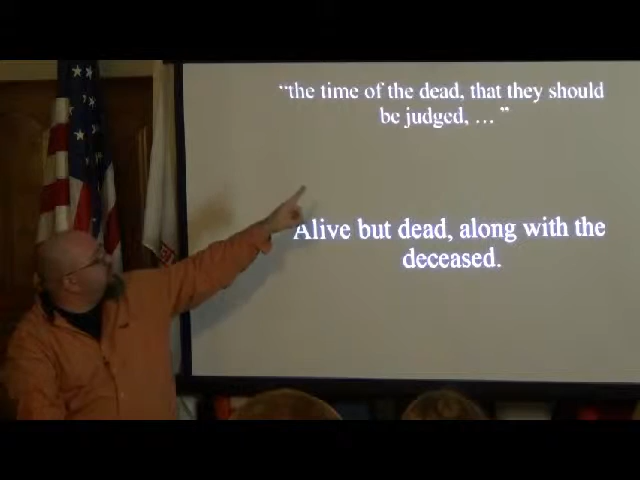 “the time of the dead, that they should
be judged, … ”
Alive but dead, along with the
deceased.